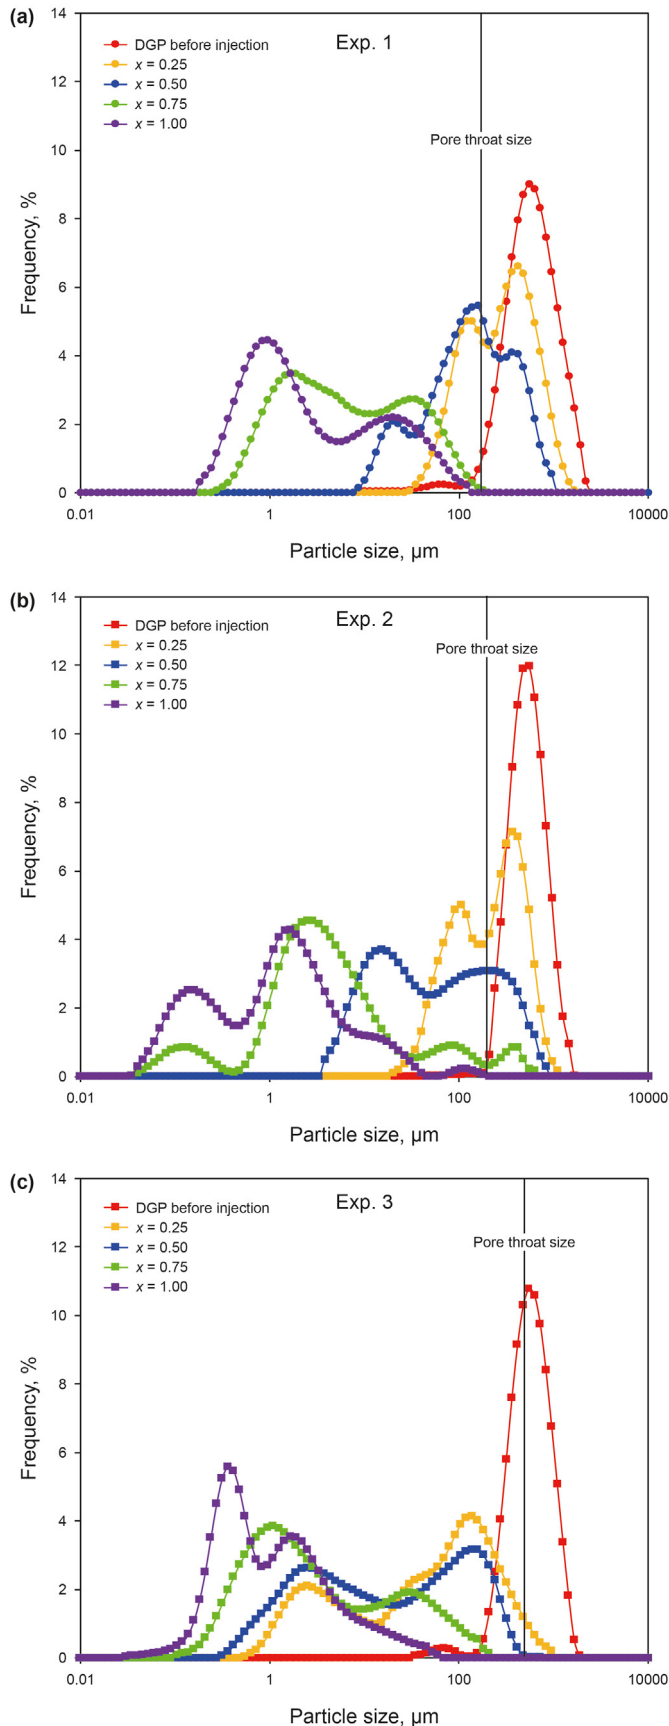 (a)
14
12
10
8
6
4
2
0
Frequency, %
Exp. 1
DGP before injection
x = 0.25
x = 0.50
x = 0.75
x = 1.00
Pore throat size
0.01
1
100
10000
Particle size, µm
(b)
14
12
10
8
6
4
2
0
Frequency, %
Exp. 2
DGP before injection
x = 0.25
x = 0.50
x = 0.75
x = 1.00
Pore throat size
0.01
1
100
10000
Particle size, µm
(c)
14
12
10
8
6
4
2
0
Frequency, %
Exp. 3
DGP before injection
x = 0.25
x = 0.50
x = 0.75
x = 1.00
Pore throat size
0.01
1
100
10000
Particle size, µm